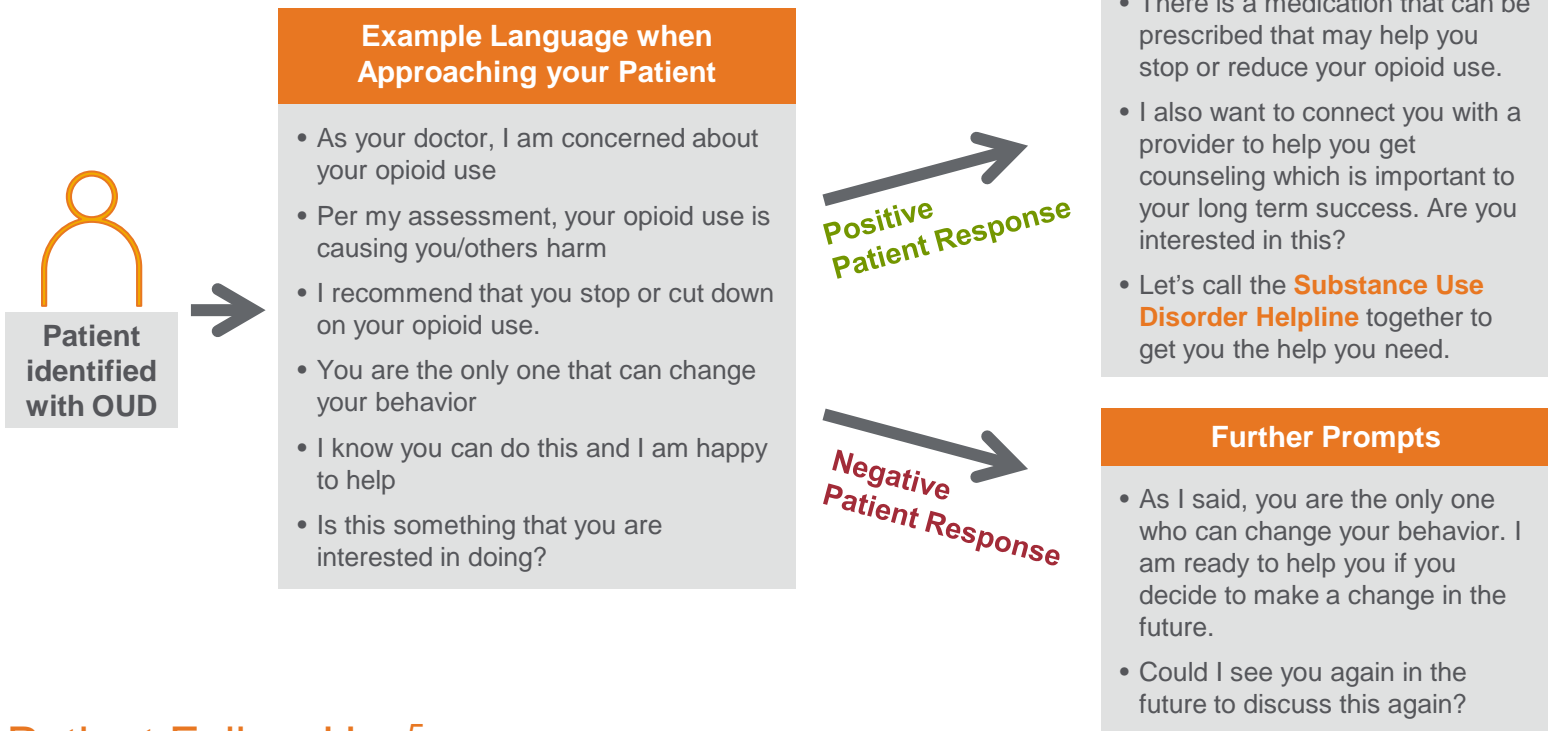 Patient
identified
with OUD
Example Language when
Approaching your Patient
• As your doctor, I am concerned about
your opioid use
• Per my assessment, your opioid use is
causing you/others harm
• I recommend that you stop or cut down
on your opioid use.
• You are the only one that can change
your behavior
• I know you can do this and I am happy
to help
• Is this something that you are
interested in doing?
Positive
Patient Response
• There is a medication that can be
prescribed that may help you
stop or reduce your opioid use.
• I also want to connect you with a
provider to help you get
counseling which is important to
your long term success. Are you
interested in this?
• Let’s call the Substance Use
Disorder Helpline together to
get you the help you need.
Negative
Patient Response
Further Prompts
• As I said, you are the only one
who can change your behavior. I
am ready to help you if you
decide to make a change in the
future.
• Could I see you again in the
future to discuss this again?